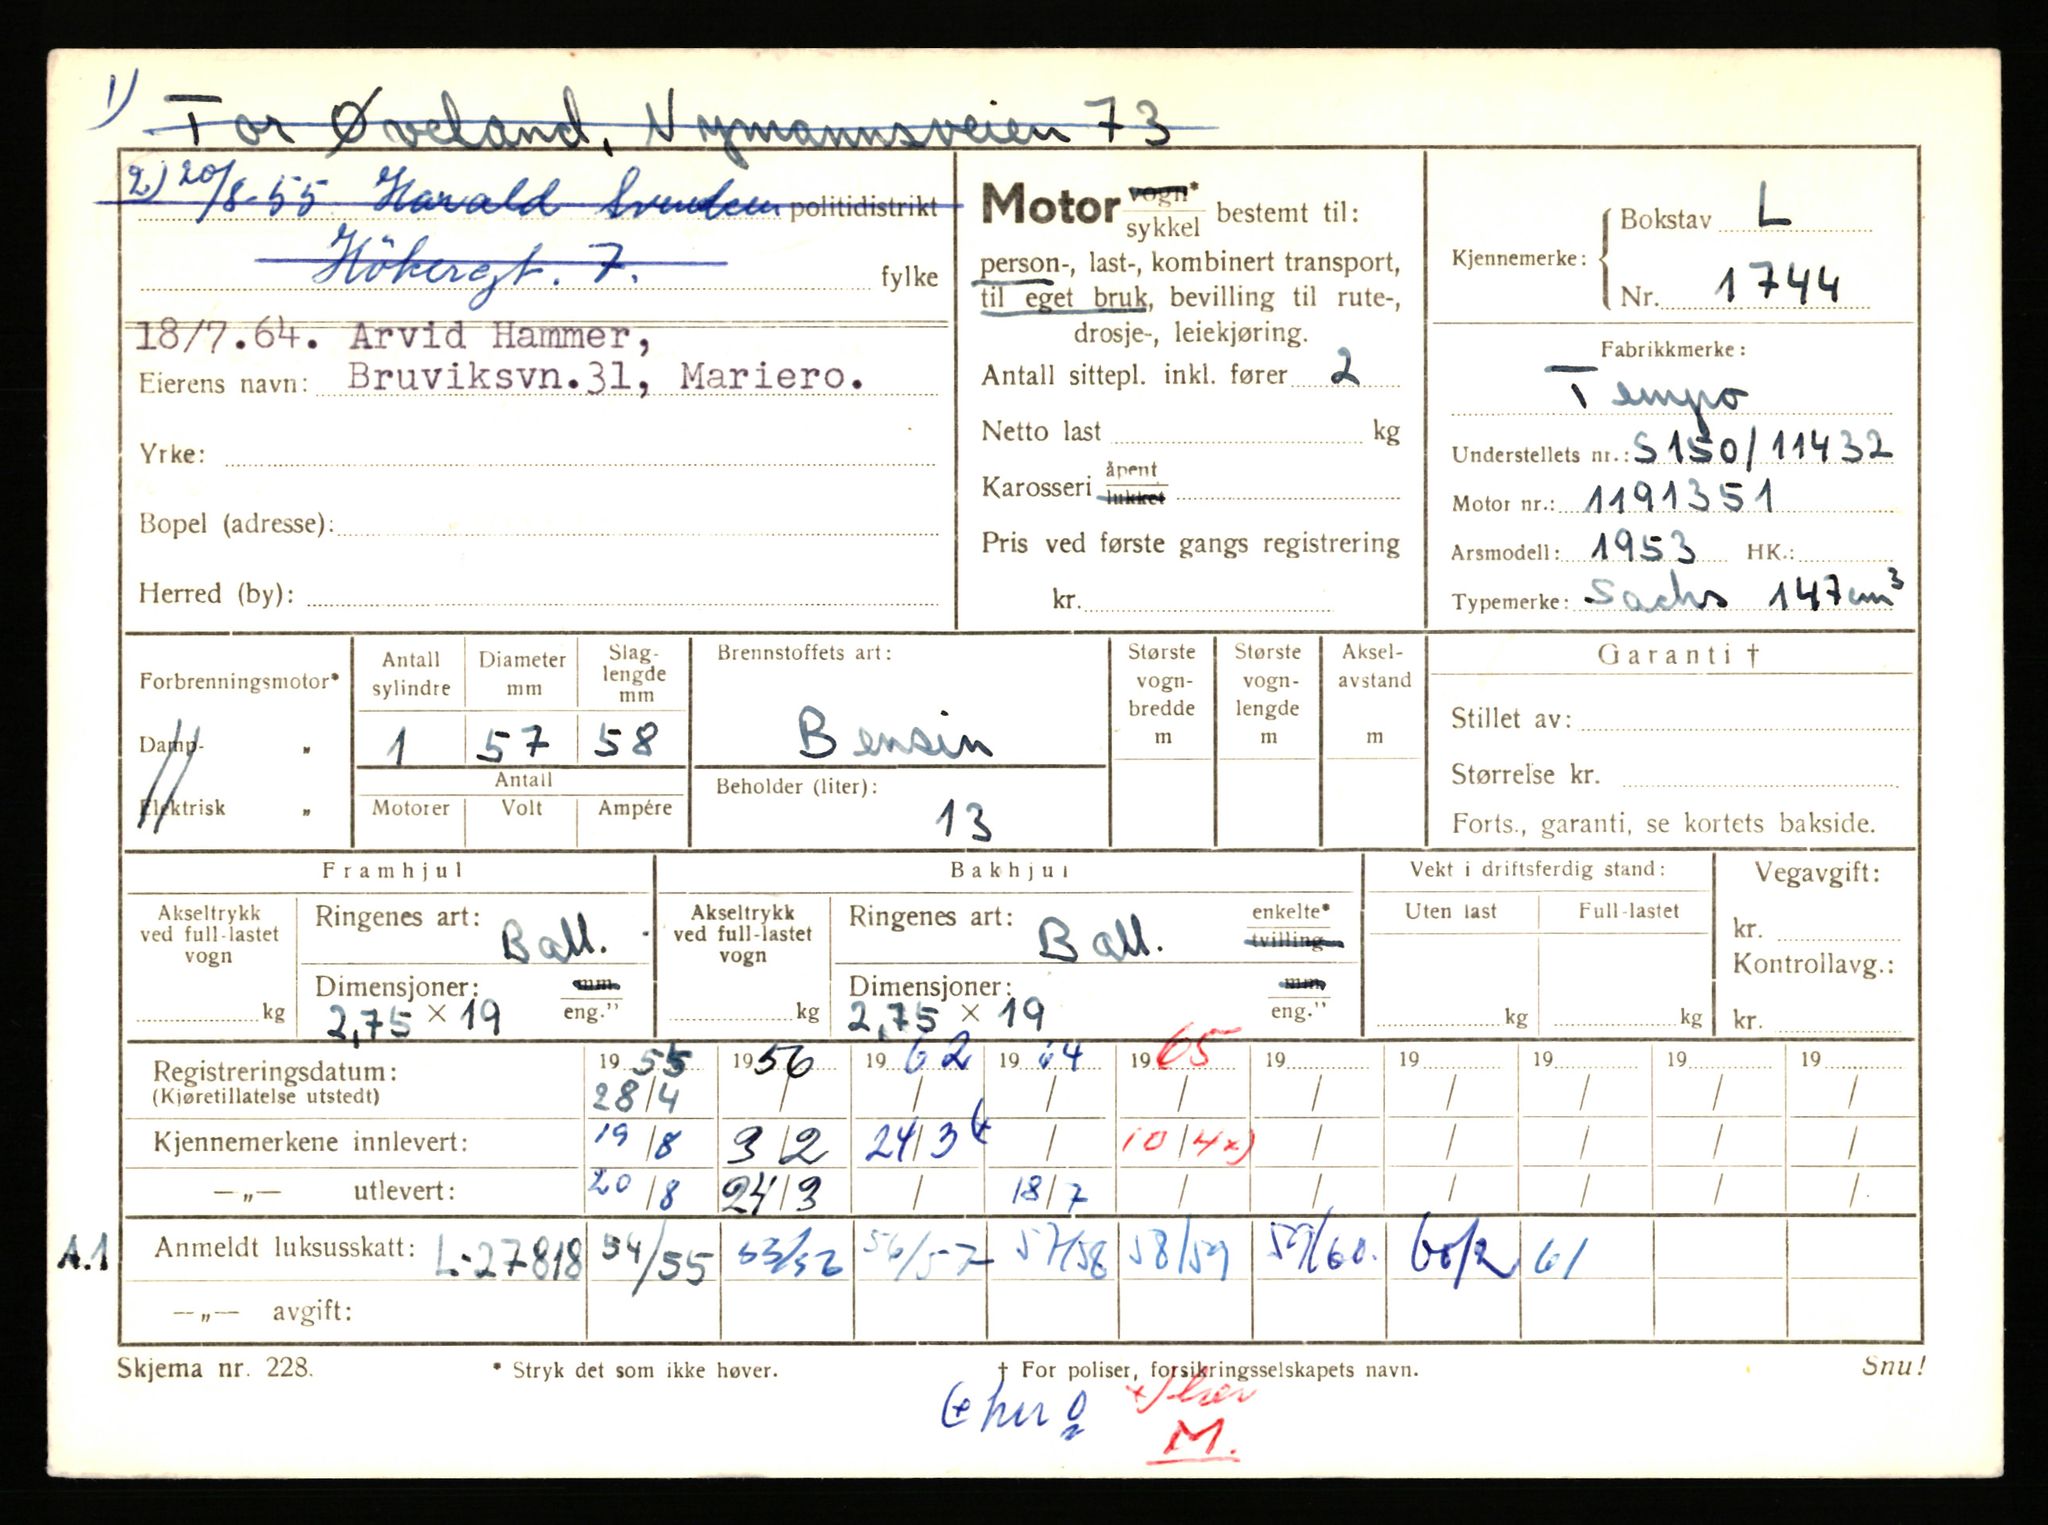 1) Tor Øveland, Nymannsveien 73
2) 20/8-55 Harald Svendsen politidistrikt
Hökergt. 7. fylke
18/7.64. Arvid Hammer,
Eierens navn: Bruviksvn.31, Mariero.
Yrke:
Bopel (adresse):
Herred (by):
Motor vogn* sykkel bestemt til:
person-, last-, kombinert transport,
til eget bruk, bevilling til rute-,
drosje-, leiekjøring.
Antall sittepl. inkl. fører 2
Netto last kg
Karosseri åpent lukket
Pris ved første gangs registrering
kr.
Kjennemerke: Bokstav L
Nr. 1744
Fabrikkmerke:
Tempo
Understellets nr.: S150/11432
Motor nr.: 1191351
Arsmodell: 1953 HK.:
Typemerke: Sachs 147 cm³
Forbrenningsmotor*
Damp- „
Elektrisk „
Antall sylindre Diameter mm Slag-lengde mm
1 57 58
Antall
Motorer Volt Ampére
Brennstoffets art:
Bensin
Beholder (liter):
13
Største vogn-bredde m
Største vogn-lengde m
Aksel-avstand m
Garanti †
Stillet av:
Størrelse kr.
Forts., garanti, se kortets bakside.
Framhjul
Akseltrykk ved full-lastet vogn kg
Ringenes art: Ball.
Dimensjoner: mm eng."
2,75 × 19
Bakhjul
Akseltrykk ved full-lastet vogn kg
Ringenes art: Ball. enkelte* tvilling
Dimensjoner: mm eng."
2,75 × 19
Vekt i driftsferdig stand:
Uten last Full-lastet
kg kg
Vegavgift:
kr.
Kontrollavg.:
kr.
Registreringsdatum: 1955 1956 1962 1964 1965 19 19 19 19 19
(Kjøretillatelse utstedt) 28/4 / / / / / / / / /
Kjennemerkene innlevert: 19/8 3/2 24/3 / 10/4 x) / / / / /
—„— utlevert: 20/8 24/3 / 18/7 / / / / / /
A.1 Anmeldt luksusskatt: L-27818 54/55 55/56 56/57 57/58 58/59 59/60. 60/2 61
—„— avgift:
Skjema nr. 228. * Stryk det som ikke høver. † For poliser, forsikringsselskapets navn. Snu!
M.